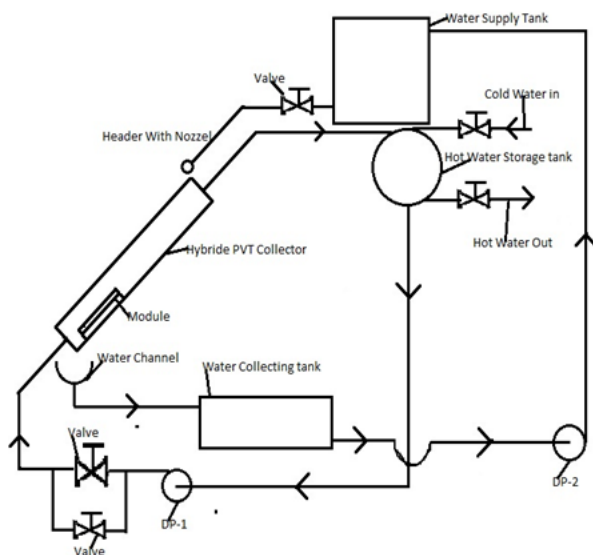 Water Supply Tank
Valve
Cold Water in
Header With Nozzel
Hot Water Storage tank
Hybride PVT Collector
Hot Water Out
Module
Water Channel
Water Collecting tank
Valve
DP-2
DP-1
Valve